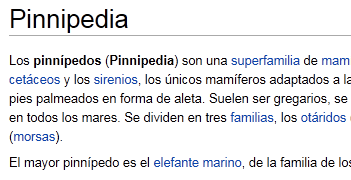 Pinnipedia
Los pinnípedos (Pinnipedia) son una superfamilia de mam
cetáceos y los sirenios, los únicos mamíferos adaptados a la
pies palmeados en forma de aleta. Suelen ser gregarios, se
en todos los mares. Se dividen en tres familias, los otáridos
(morsas).
El mayor pinnípedo es el elefante marino, de la familia de los